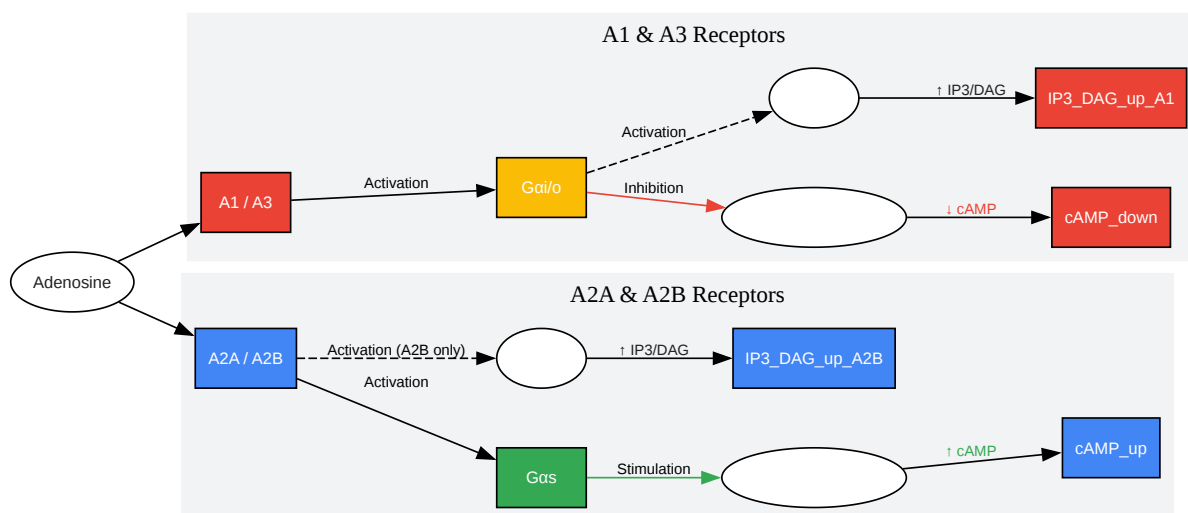 A1 & A3 Receptors
↑ IP3/DAG
IP3_DAG_up_A1
Activation
A1 / A3
Activation
Gαi/o
Inhibition
↓ cAMP
cAMP_down
Adenosine
A2A & A2B Receptors
A2A / A2B
Activation (A2B only)
↑ IP3/DAG
IP3_DAG_up_A2B
Activation
Gαs
Stimulation
↑ cAMP
cAMP_up